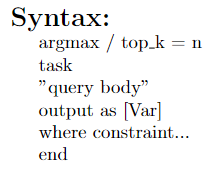 Syntax:
argmax / top_k = n
task
”query body”
output as [Var]
where constraint...
end